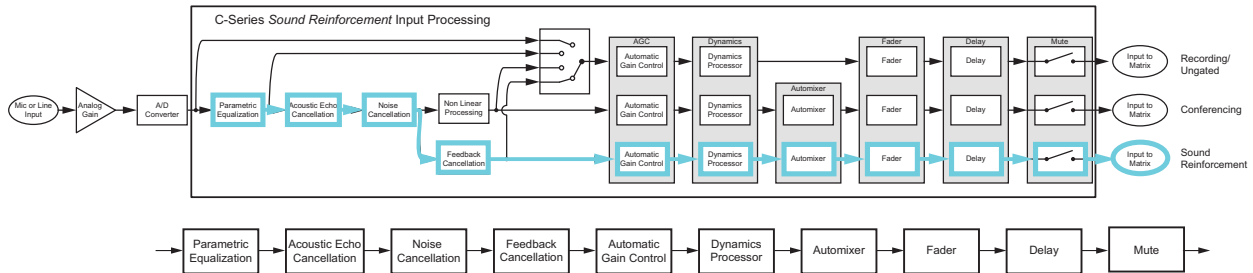 C-Series Sound Reinforcement Input Processing
Mic or Line
Input
Analog
Gain
A/D
Converter
Parametric
Equalization
Acoustic Echo
Cancellation
Noise
Cancellation
Non Linear
Processing
Feedback
Cancellation
AGC
Automatic
Gain Control
Automatic
Gain Control
Automatic
Gain Control
Dynamics
Dynamics
Processor
Dynamics
Processor
Dynamics
Processor
Automixer
Automixer
Automixer
Fader
Fader
Fader
Fader
Delay
Delay
Delay
Delay
Mute
Input to
Matrix
Recording/
Ungated
Input to
Matrix
Conferencing
Input to
Matrix
Sound
Reinforcement
Parametric
Equalization
Acoustic Echo
Cancellation
Noise
Cancellation
Feedback
Cancellation
Automatic
Gain Control
Dynamics
Processor
Automixer
Fader
Delay
Mute